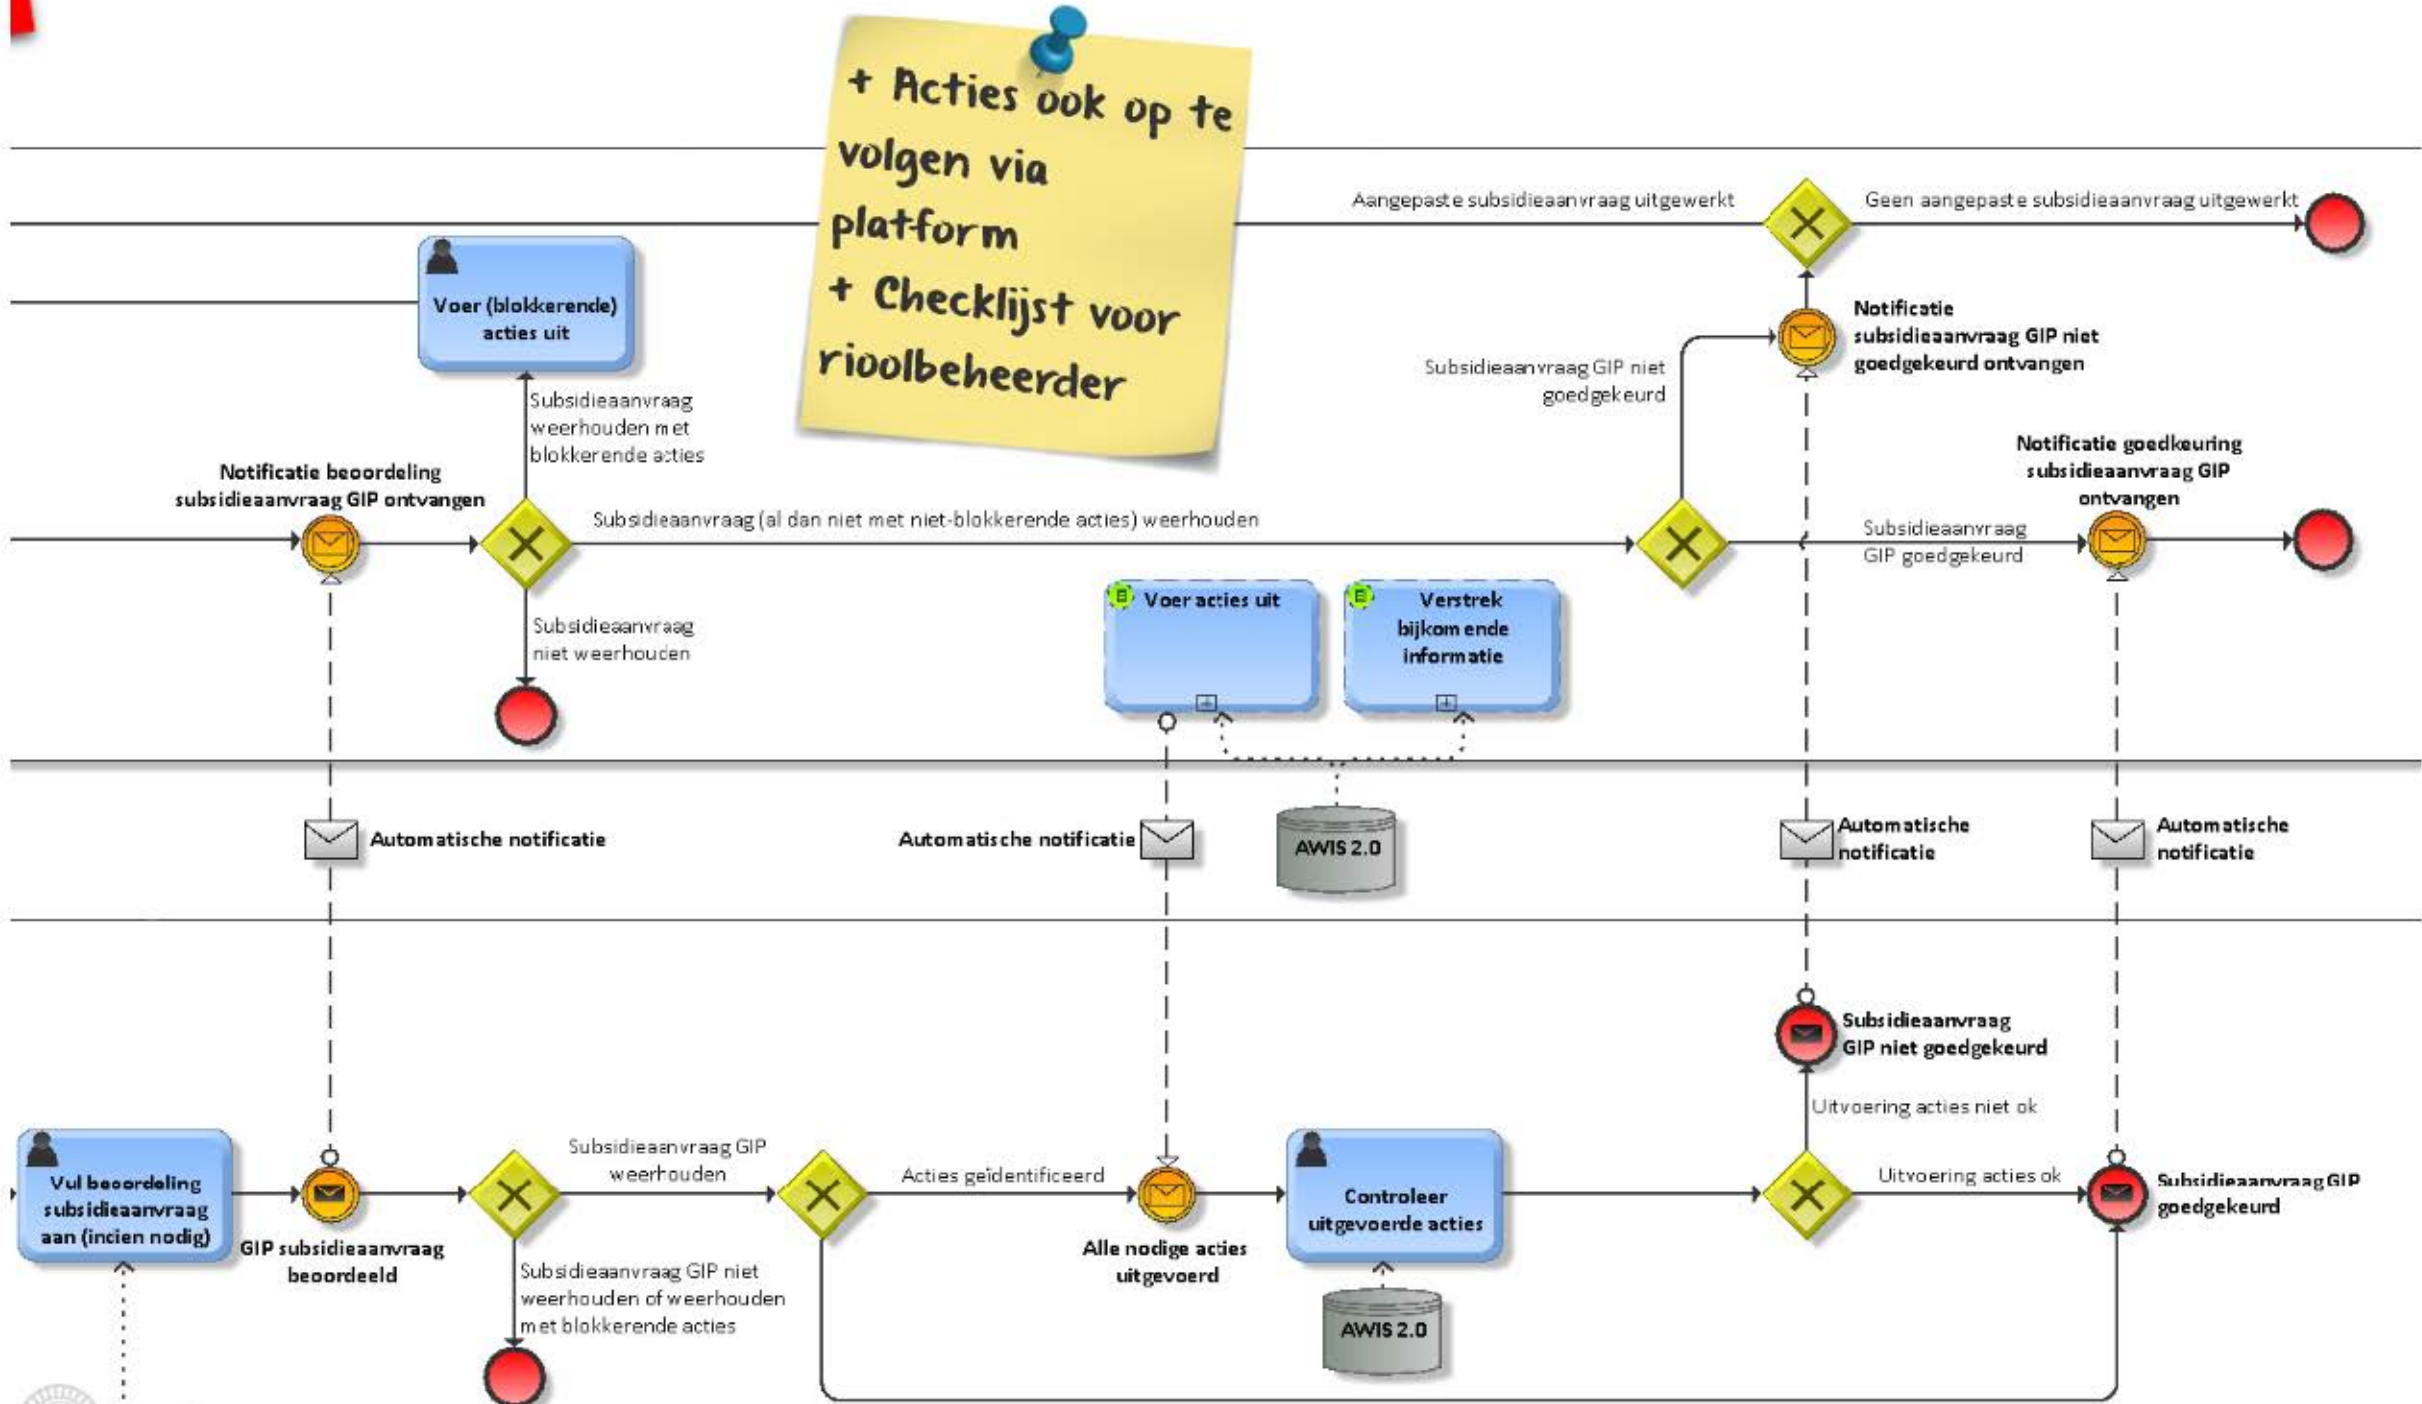 + Acties ook op te
volgen via
platform
+ Checklijst voor
rioolbeheerder
Aangepaste subsidieaanvraag uitgewerkt
Geen aangepaste subsidieaanvraag uitgewerkt
Voer (blokkerende)
acties uit
Notificatie
subsidieaanvraag GIP niet
goedgekeurd ontvangen
Subsidieaanvraag GIP niet
goedgekeurd
Subsidieaanvraag
weerhouden met
blokkerende acties
Notificatie beoordeling
subsidieaanvraag GIP ontvangen
Notificatie goedkeuring
subsidieaanvraag GIP
ontvangen
Subsidieaanvraag (al dan niet met niet-blokkerende acties) weerhouden
Subsidieaanvraag
GIP goedgekeurd
Subsidieaanvraag
niet weerhouden
Voer acties uit
Verstrek
bijkomende
informatie
Automatische notificatie
Automatische notificatie
AWIS 2.0
Automatische
notificatie
Automatische
notificatie
Subsidieaanvraag
GIP niet goedgekeurd
Uitvoering acties niet ok
Vul beoordeling
subsidieaanvraag
aan (indien nodig)
GIP subsidieaanvraag
beoordeeld
Subsidieaanvraag GIP
weerhouden
Acties geïdentificeerd
Alle nodige acties
uitgevoerd
Controleer
uitgevoerde acties
Uitvoering acties ok
Subsidieaanvraag GIP
goedgekeurd
Subsidieaanvraag GIP niet
weerhouden of weerhouden
met blokkerende acties
AWIS 2.0